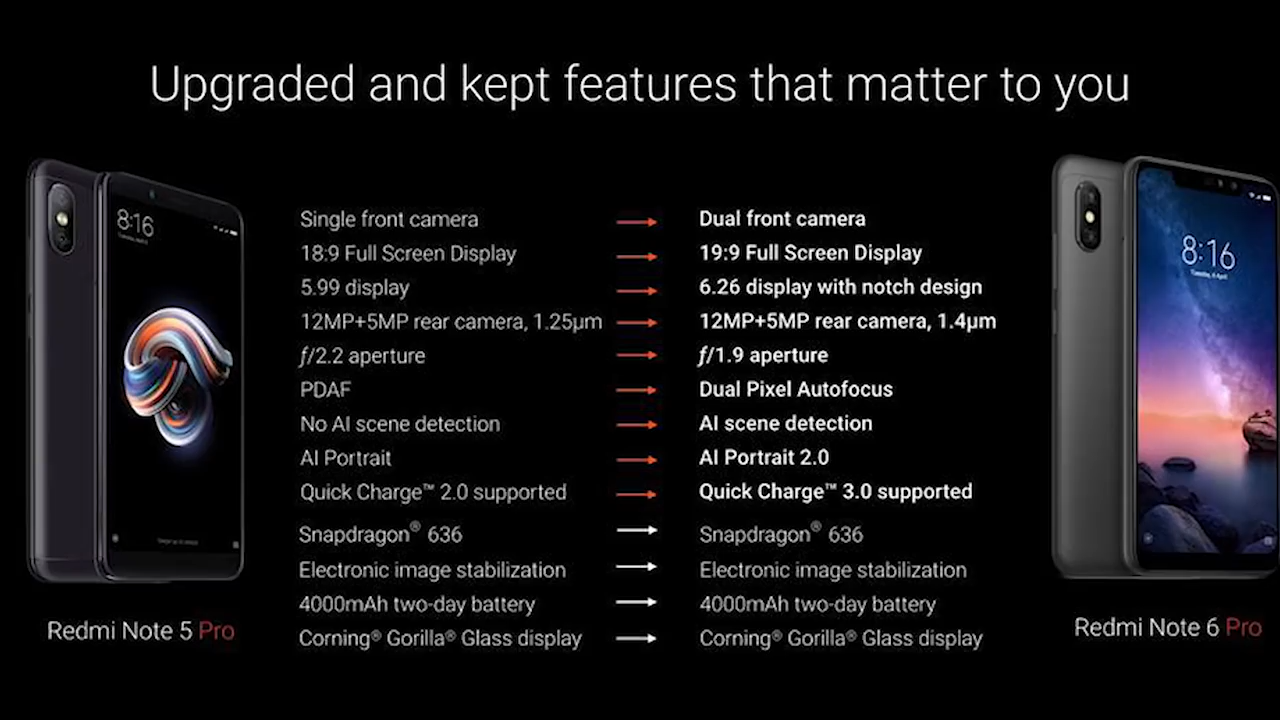 Upgraded and kept features that matter to you
8:16
8:16
Tuesday, 6 April
Single front camera → Dual front camera
18:9 Full Screen Display → 19:9 Full Screen Display
5.99 display → 6.26 display with notch design
12MP+5MP rear camera, 1.25µm → 12MP+5MP rear camera, 1.4µm
ƒ/2.2 aperture → ƒ/1.9 aperture
PDAF → Dual Pixel Autofocus
No AI scene detection → AI scene detection
AI Portrait → AI Portrait 2.0
Quick Charge™ 2.0 supported → Quick Charge™ 3.0 supported
Snapdragon® 636 → Snapdragon® 636
Electronic image stabilization → Electronic image stabilization
4000mAh two-day battery → 4000mAh two-day battery
Corning® Gorilla® Glass display → Corning® Gorilla® Glass display
Redmi Note 5 Pro
Redmi Note 6 Pro